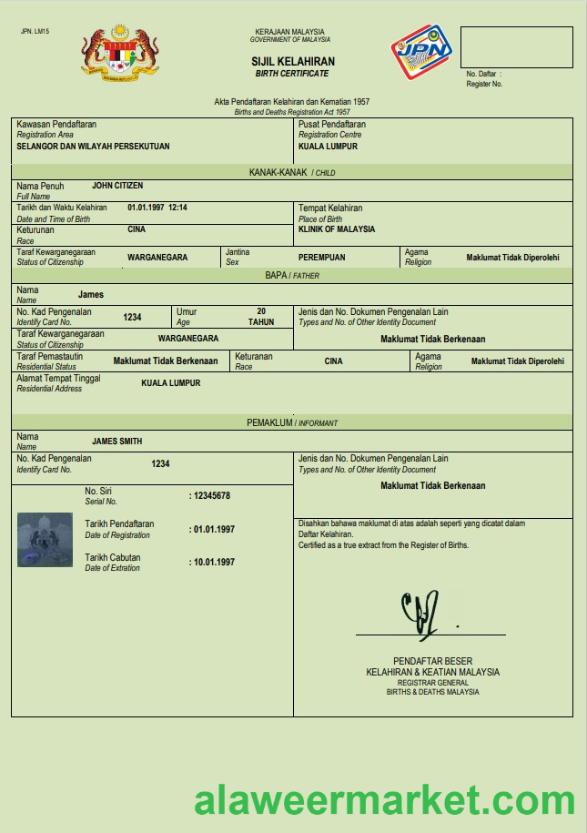 JPN. LM15
KERAJAAN MALAYSIA
GOVERNMENT OF MALAYSIA
SIJIL KELAHIRAN
BIRTH CERTIFICATE
JPN
No. Daftar :
Register No.
Akta Pendaftaran Kelahiran dan Kematian 1957
Births and Deaths Registration Act 1957
Kawasan Pendaftaran
Registration Area
SELANGOR DAN WILAYAH PERSEKUTUAN
Pusat Pendaftaran
Registration Centre
KUALA LUMPUR
KANAK-KANAK / CHILD
Nama Penuh JOHN CITIZEN
Full Name
Tarikh dan Waktu Kelahiran 01.01.1997 12:14
Date and Time of Birth
Tempat Kelahiran
Place of Birth
KLINIK OF MALAYSIA
Keturunan CINA
Race
Taraf Kewarganegaraan WARGANEGARA
Status of Citizenship
Jantina PEREMPUAN
Sex
Agama Maklumat Tidak Diperolehi
Religion
BAPA / FATHER
Nama James
Name
No. Kad Pengenalan 1234
Identify Card No.
Umur 20
Age TAHUN
Jenis dan No. Dokumen Pengenalan Lain
Types and No. of Other Identity Document
Maklumat Tidak Berkenaan
Taraf Kewarganegaraan WARGANEGARA
Status of Citizenship
Taraf Pemastautin Maklumat Tidak Berkenaan
Residential Status
Keturanan CINA
Race
Agama Maklumat Tidak Diperolehi
Religion
Alamat Tempat Tinggal KUALA LUMPUR
Residential Address
PEMAKLUM / INFORMANT
Nama JAMES SMITH
Name
No. Kad Pengenalan 1234
Identify Card No.
Jenis dan No. Dokumen Pengenalan Lain
Types and No. of Other Identity Document
Maklumat Tidak Berkenaan
No. Siri : 12345678
Serial No.
Tarikh Pendaftaran : 01.01.1997
Date of Registration
Tarikh Cabutan : 10.01.1997
Date of Extration
Disahkan bahawa maklumat di atas adalah seperti yang dicatat dalam
Daftar Kelahiran.
Certified as a true extract from the Register of Births.
PENDAFTAR BESER
KELAHIRAN & KEATIAN MALAYSIA
REGISTRAR GENERAL
BIRTHS & DEATHS MALAYSIA
alaweermarket.com